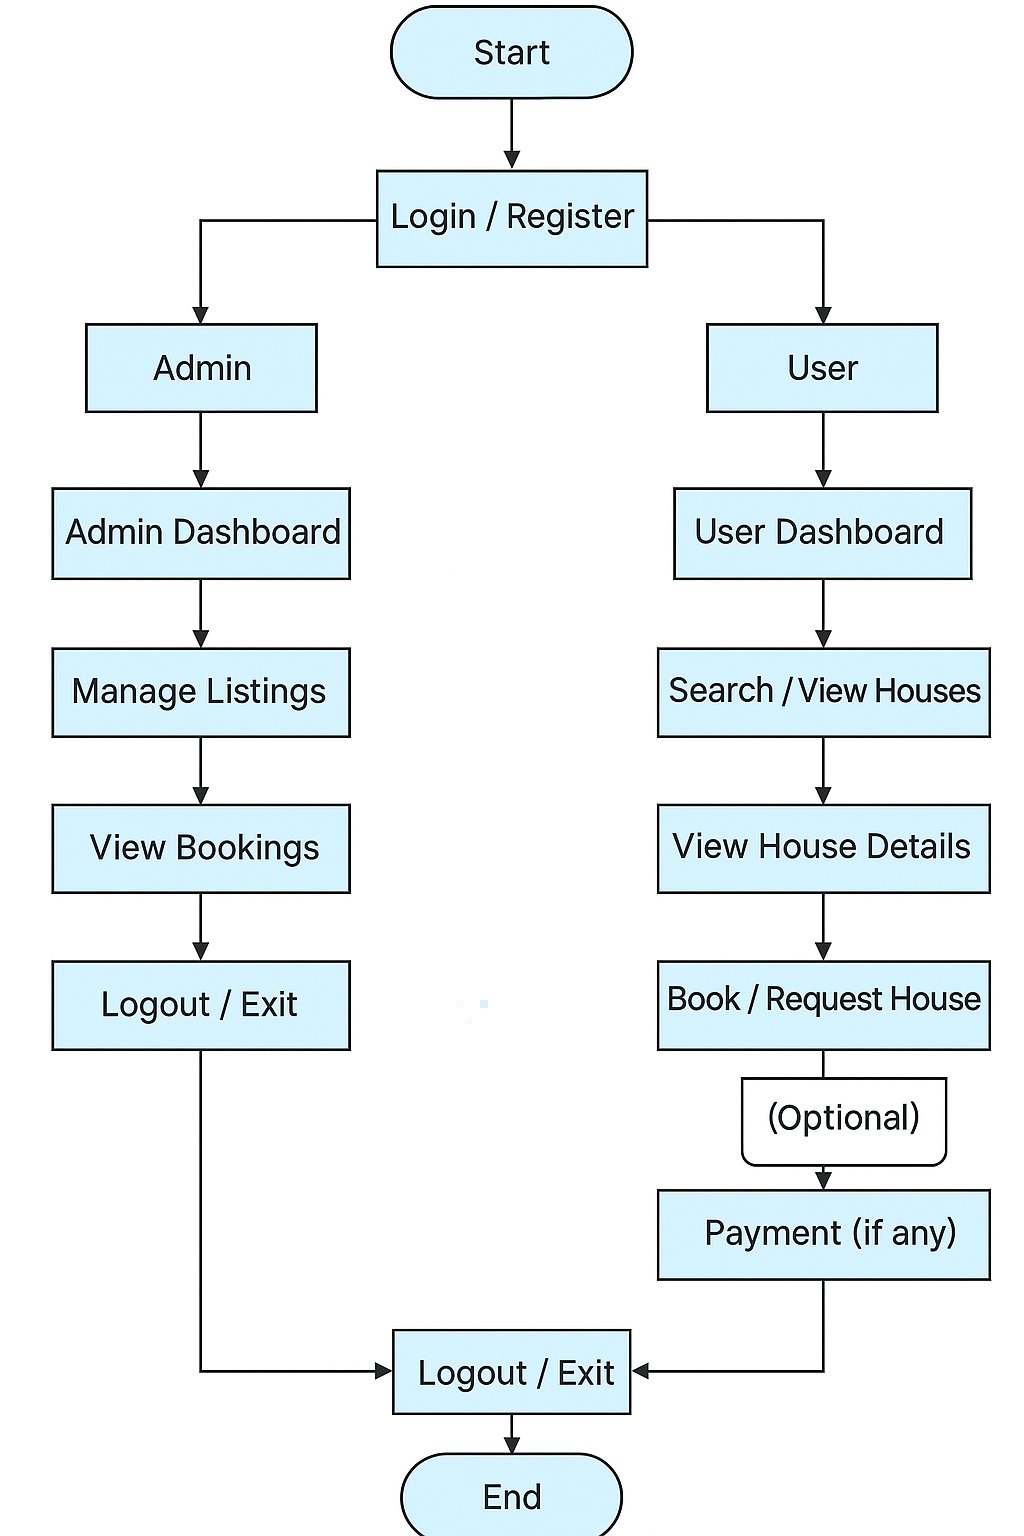 Start
Login / Register
Admin
User
Admin Dashboard
User Dashboard
Manage Listings
Search / View Houses
View Bookings
View House Details
Logout / Exit
Book / Request House
(Optional)
Payment (if any)
Logout / Exit
End